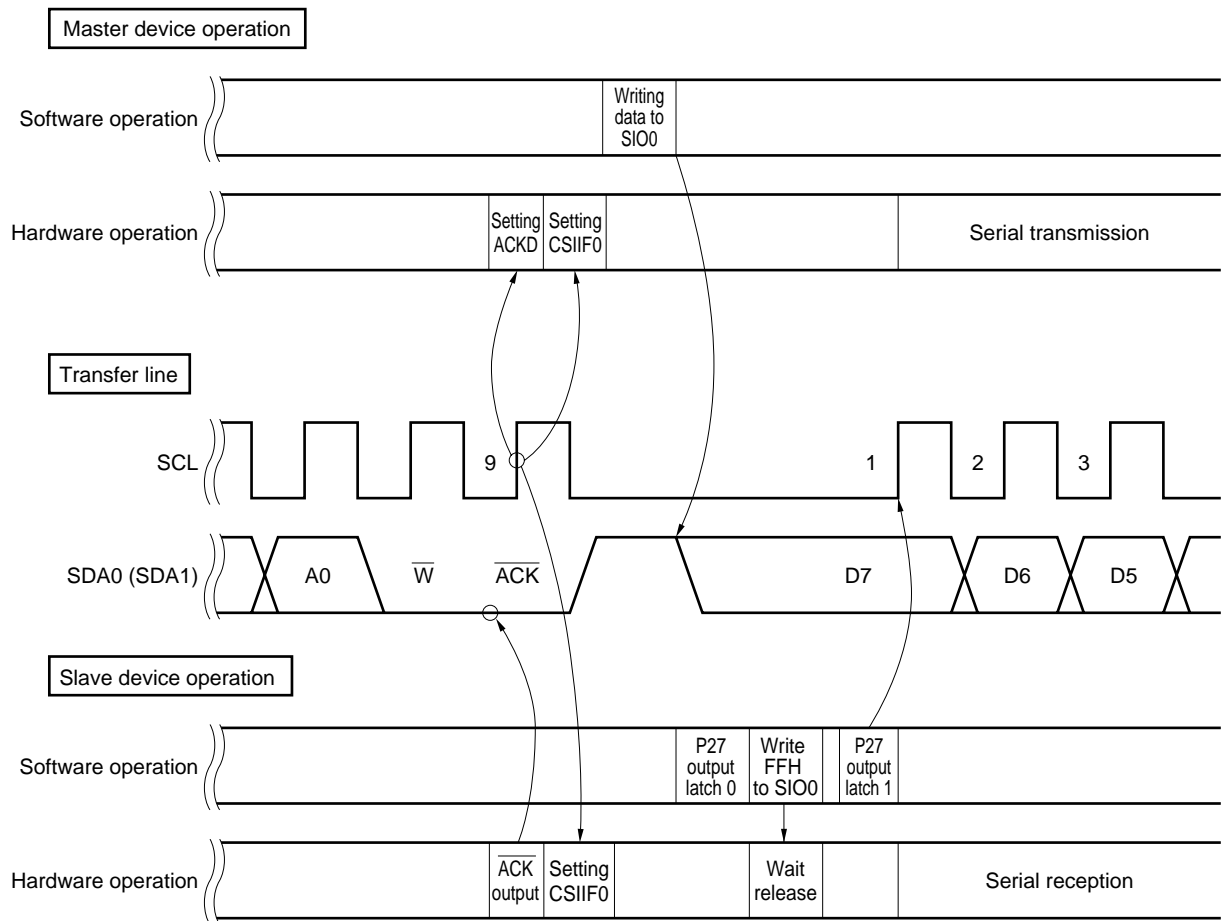 Master device operation
Software operation
Writing
data to
SIO0
Hardware operation
Setting
ACKD
Setting
CSIIF0
Serial transmission
Transfer line
SCL
9
1
2
3
SDA0 (SDA1)
A0
W̅
A̅C̅K̅
D7
D6
D5
Slave device operation
Software operation
P27
output
latch 0
Write
FFH
to SIO0
P27
output
latch 1
Hardware operation
A̅C̅K̅
output
Setting
CSIIF0
Wait
release
Serial reception